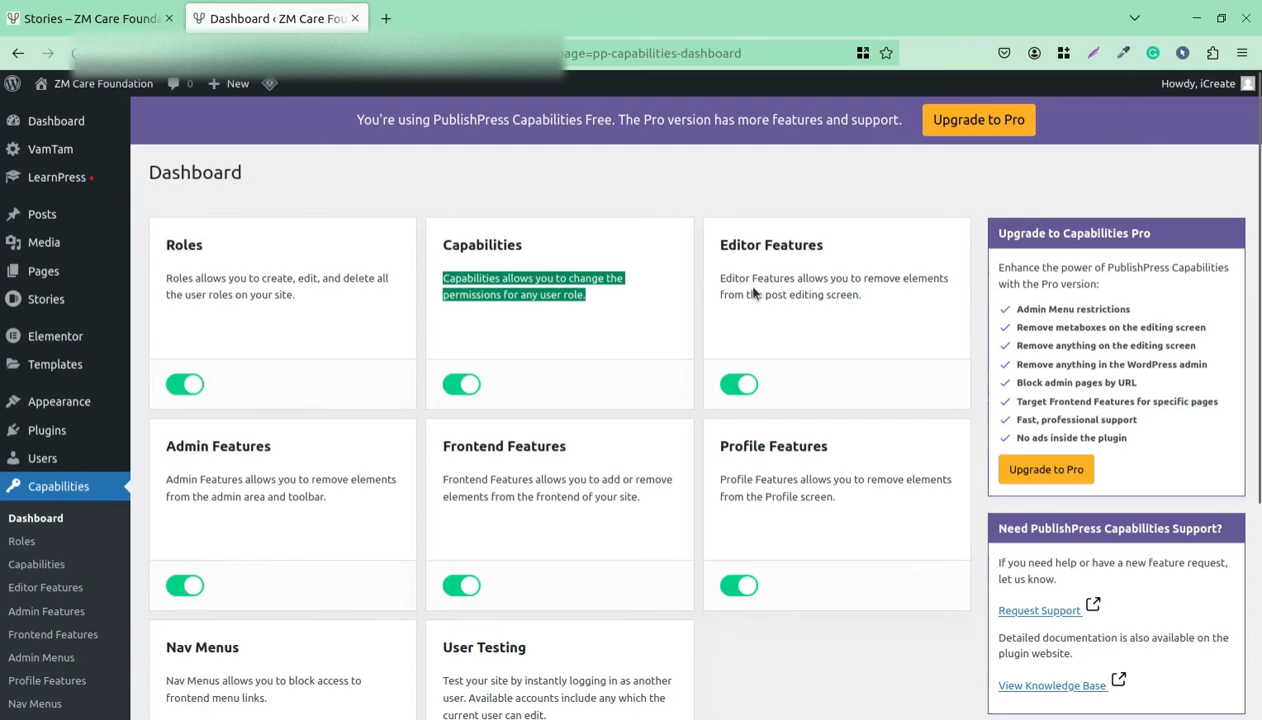 Stories – ZM Care Founda
Dashboard ‹ ZM Care Fou
page=pp-capabilities-dashboard
ZM Care Foundation
0
New
Howdy, iCreate
Dashboard
VamTam
LearnPress
Posts
Media
Pages
Stories
Elementor
Templates
Appearance
Plugins
Users
Capabilities
Dashboard
Roles
Capabilities
Editor Features
Admin Features
Frontend Features
Admin Menus
Profile Features
Nav Menus
You're using PublishPress Capabilities Free. The Pro version has more features and support.
Upgrade to Pro
Dashboard
Roles
Roles allows you to create, edit, and delete all
the user roles on your site.
Capabilities
Capabilities allows you to change the
permissions for any user role.
Editor Features
Editor Features allows you to remove elements
from the post editing screen.
Admin Features
Admin Features allows you to remove elements
from the admin area and toolbar.
Frontend Features
Frontend Features allows you to add or remove
elements from the frontend of your site.
Profile Features
Profile Features allows you to remove elements
from the Profile screen.
Nav Menus
Nav Menus allows you to block access to
frontend menu links.
User Testing
Test your site by instantly logging in as another
user. Available accounts include any which the
current user can edit.
Upgrade to Capabilities Pro
Enhance the power of PublishPress Capabilities
with the Pro version:
Admin Menu restrictions
Remove metaboxes on the editing screen
Remove anything on the editing screen
Remove anything in the WordPress admin
Block admin pages by URL
Target Frontend Features for specific pages
Fast, professional support
No ads inside the plugin
Upgrade to Pro
Need PublishPress Capabilities Support?
If you need help or have a new feature request,
let us know.
Request Support
Detailed documentation is also available on the
plugin website.
View Knowledge Base